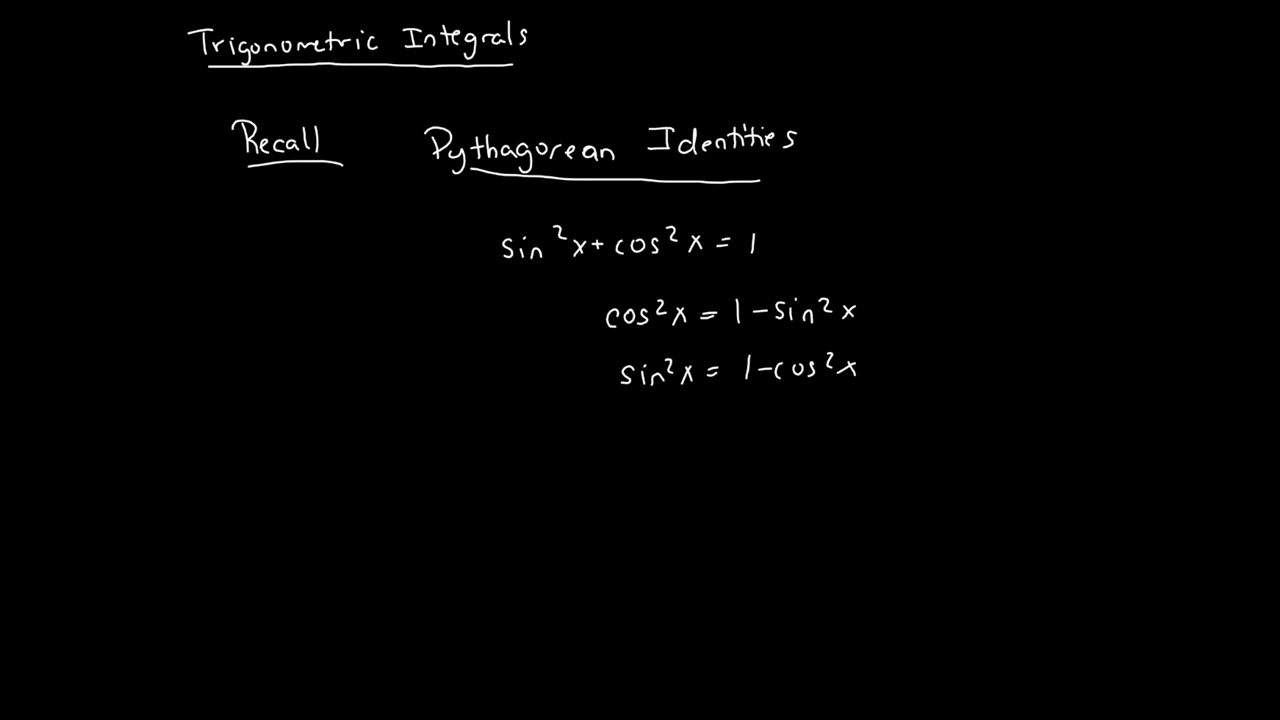 Trigonometric Integrals
Recall Pythagorean Identities
sin²x + cos²x = 1
cos²x = 1 - sin²x
sin²x = 1 - cos²x